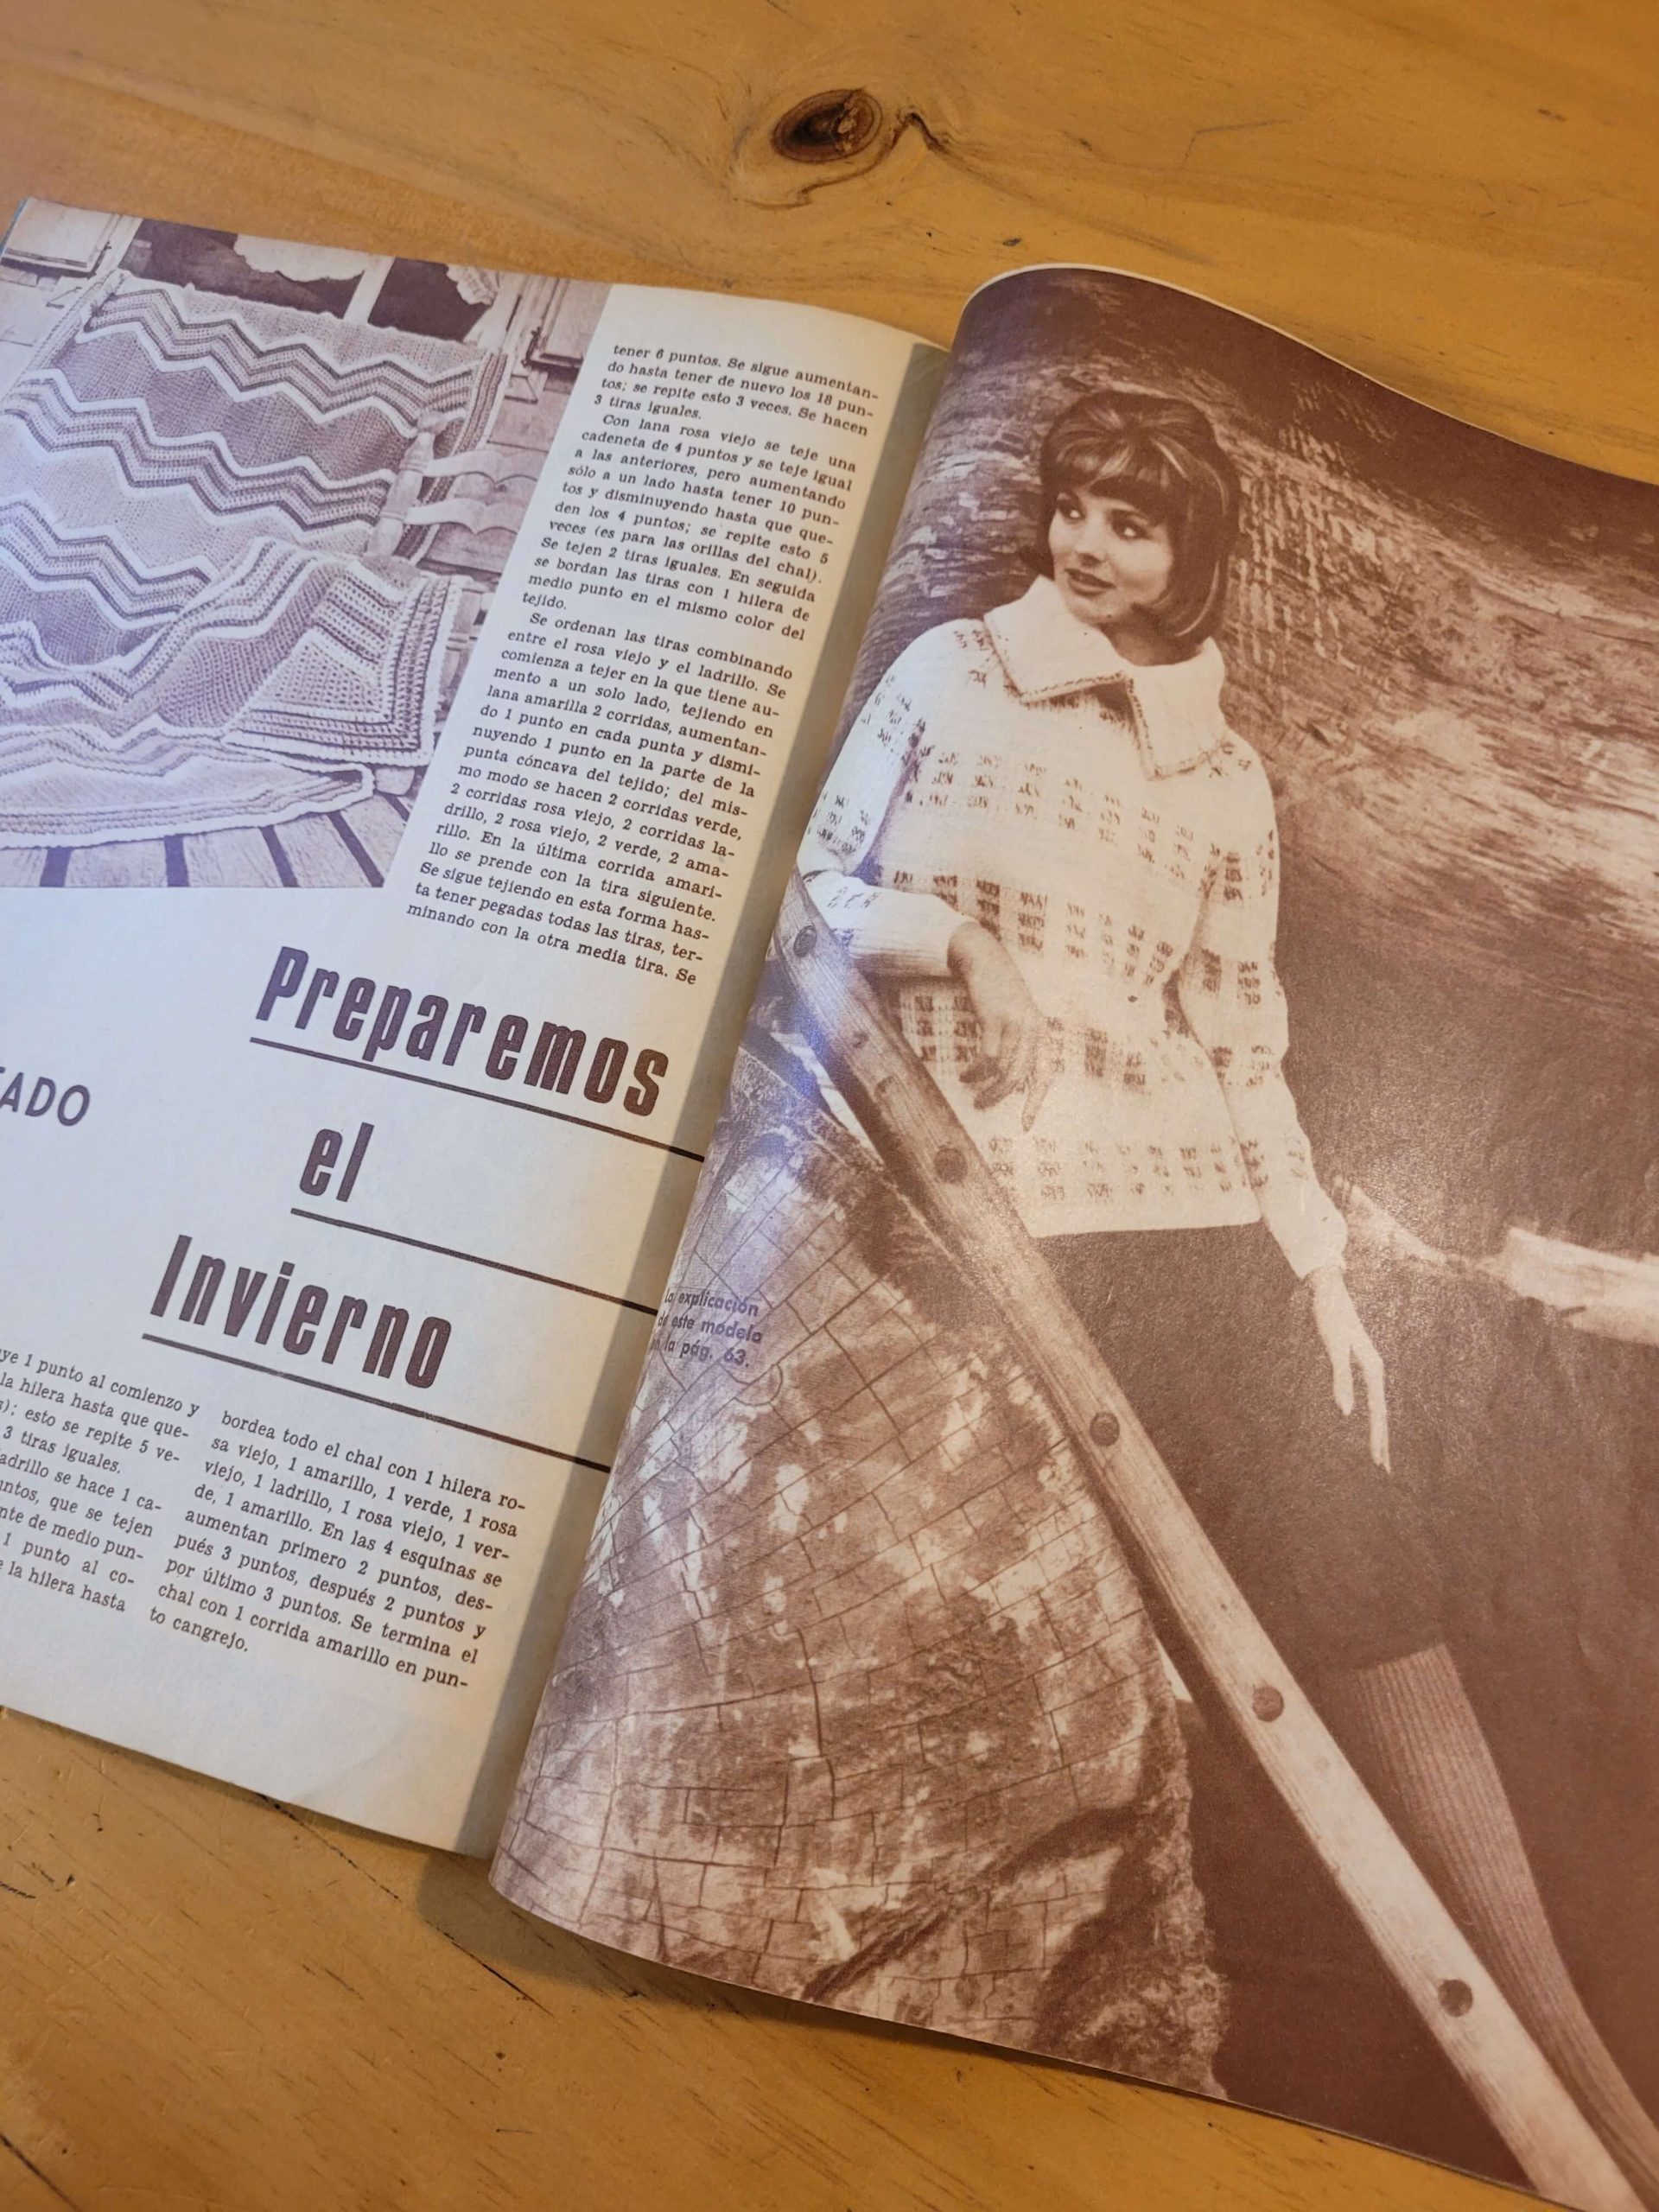 tener 6 puntos. Se sigue aumentan-
do hasta tener de nuevo los 18 pun-
tos; se repite esto 3 veces. Se hacen
3 tiras iguales.
Con lana rosa viejo se teje una
cadeneta de 4 puntos y se teje igual
a las anteriores, pero aumentando
sólo a un lado hasta tener 10 pun-
tos y disminuyendo hasta que que-
den los 4 puntos; se repite esto 5
veces (es para las orillas del chal).
Se tejen 2 tiras iguales. En seguida
se bordan las tiras con 1 hilera de
medio punto en el mismo color del
tejido.
Se ordenan las tiras combinando
entre el rosa viejo y el ladrillo. Se
comienza a tejer en la que tiene au-
mento a un solo lado, tejiendo en
lana amarilla 2 corridas, aumentan-
do 1 punto en cada punta y dismi-
nuyendo 1 punto en la parte de la
punta cóncava del tejido; del mis-
mo modo se hacen 2 corridas verde,
2 corridas rosa viejo, 2 corridas la-
drillo, 2 rosa viejo, 2 verde, 2 ama-
rillo. En la última corrida amari-
llo se prende con la tira siguiente.
Se sigue tejiendo en esta forma has-
ta tener pegadas todas las tiras, ter-
minando con la otra media tira. Se
Preparemos
el
Invierno
ADO
ye 1 punto al comienzo y
la hilera hasta que que-
s); esto se repite 5 ve-
3 tiras iguales.
adrillo se hace 1 ca-
untos, que se tejen
nte de medio pun-
1 punto al co-
e la hilera hasta
bordea todo el chal con 1 hilera ro-
sa viejo, 1 amarillo, 1 verde, 1 rosa
viejo, 1 ladrillo, 1 rosa viejo, 1 ver-
de, 1 amarillo. En las 4 esquinas se
aumentan primero 2 puntos, des-
pués 3 puntos, después 2 puntos y
por último 3 puntos. Se termina el
chal con 1 corrida amarillo en pun-
to cangrejo.
La explicación
de este modela
en la pág. 63.